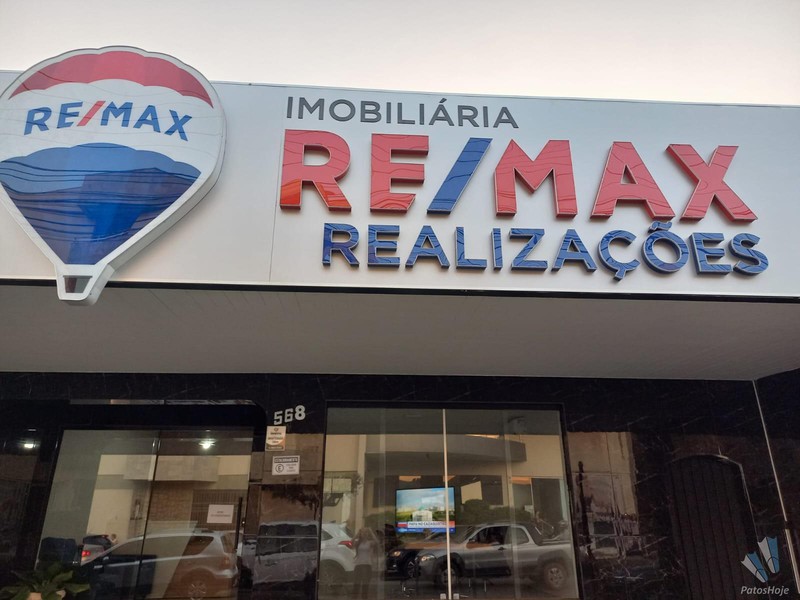 RE/MAX
IMOBILIÁRIA
RE/MAX
REALIZAÇÕES
568
PatosHoje